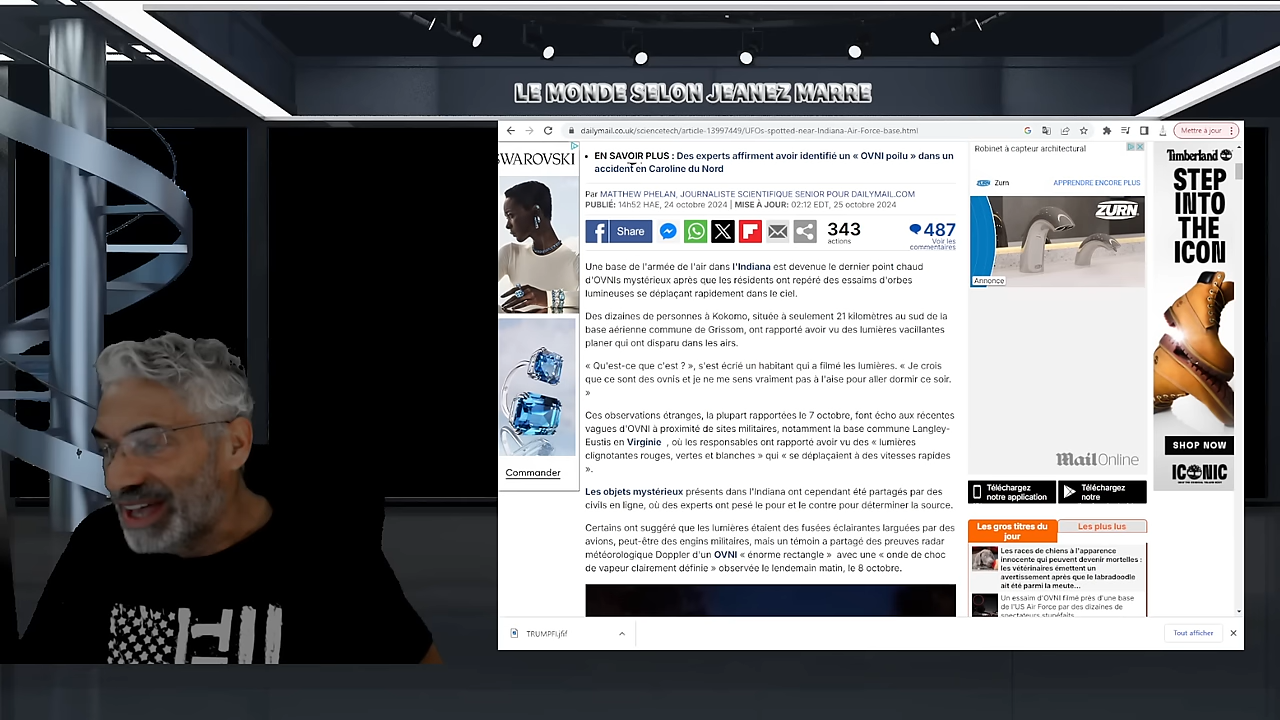 LE MONDE SELON JEANEZ MARRE
dailymail.co.uk/sciencetech/article-13997449/UFOs-spotted-near-Indiana-Air-Force-base.html
Mettre à jour
SWAROVSKI
Commander
EN SAVOIR PLUS : Des experts affirment avoir identifié un « OVNI poilu » dans un
accident en Caroline du Nord
Par MATTHEW PHELAN, JOURNALISTE SCIENTIFIQUE SENIOR POUR DAILYMAIL.COM
PUBLIÉ: 14h52 HAE, 24 octobre 2024 | MISE À JOUR: 02:12 EDT, 25 octobre 2024
Share
343
actions
487
Voir les
commentaires
Une base de l'armée de l'air dans l'Indiana est devenue le dernier point chaud
d'OVNIs mystérieux après que les résidents ont repéré des essaims d'orbes
lumineuses se déplaçant rapidement dans le ciel.
Des dizaines de personnes à Kokomo, située à seulement 21 kilomètres au sud de la
base aérienne commune de Grissom, ont rapporté avoir vu des lumières vacillantes
planer qui ont disparu dans les airs.
« Qu'est-ce que c'est ? », s'est écrié un habitant qui a filmé les lumières. « Je crois
que ce sont des ovnis et je ne me sens vraiment pas à l'aise pour aller dormir ce soir.
»
Ces observations étranges, la plupart rapportées le 7 octobre, font écho aux récentes
vagues d'OVNI à proximité de sites militaires, notamment la base commune Langley-
Eustis en Virginie , où les responsables ont rapporté avoir vu des « lumières
clignotantes rouges, vertes et blanches » qui « se déplaçaient à des vitesses rapides
».
Les objets mystérieux présents dans l'Indiana ont cependant été partagés par des
civils en ligne, où des experts ont pesé le pour et le contre pour déterminer la source.
Certains ont suggéré que les lumières étaient des fusées éclairantes larguées par des
avions, peut-être des engins militaires, mais un témoin a partagé des preuves radar
météorologique Doppler d'un OVNI « énorme rectangle » avec une « onde de choc
de vapeur clairement définie » observée le lendemain matin, le 8 octobre.
Robinet à capteur architectural
Zurn
APPRENDRE ENCORE PLUS
ZURN
Annonce
MailOnline
Téléchargez
notre application
Téléchargez
notre
Les gros titres du
jour
Les plus lus
Les races de chiens à l'apparence
innocente qui peuvent devenir mortelles :
les vétérinaires émettent un
avertissement après que le labradoodle
ait été parmi la meute...
Un essaim d'OVNI filmé près d'une base
de l'US Air Force par des dizaines de
spectateurs stupéfaits
Timberland
STEP
INTO
THE
ICON
SHOP NOW
ICONIC
TRUMPF.jfif
Tout afficher